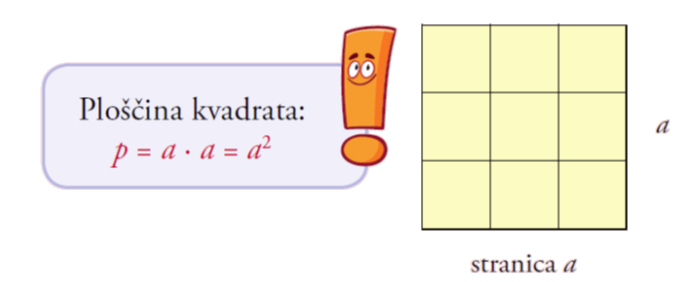 Ploščina kvadrata:
p = a · a = a²
a
stranica a